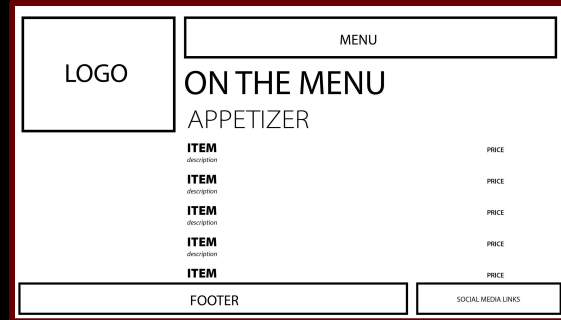 LOGO
MENU
ON THE MENU
APPETIZER
ITEM PRICE
description
ITEM PRICE
description
ITEM PRICE
description
ITEM PRICE
description
ITEM PRICE
FOOTER
SOCIAL MEDIA LINKS